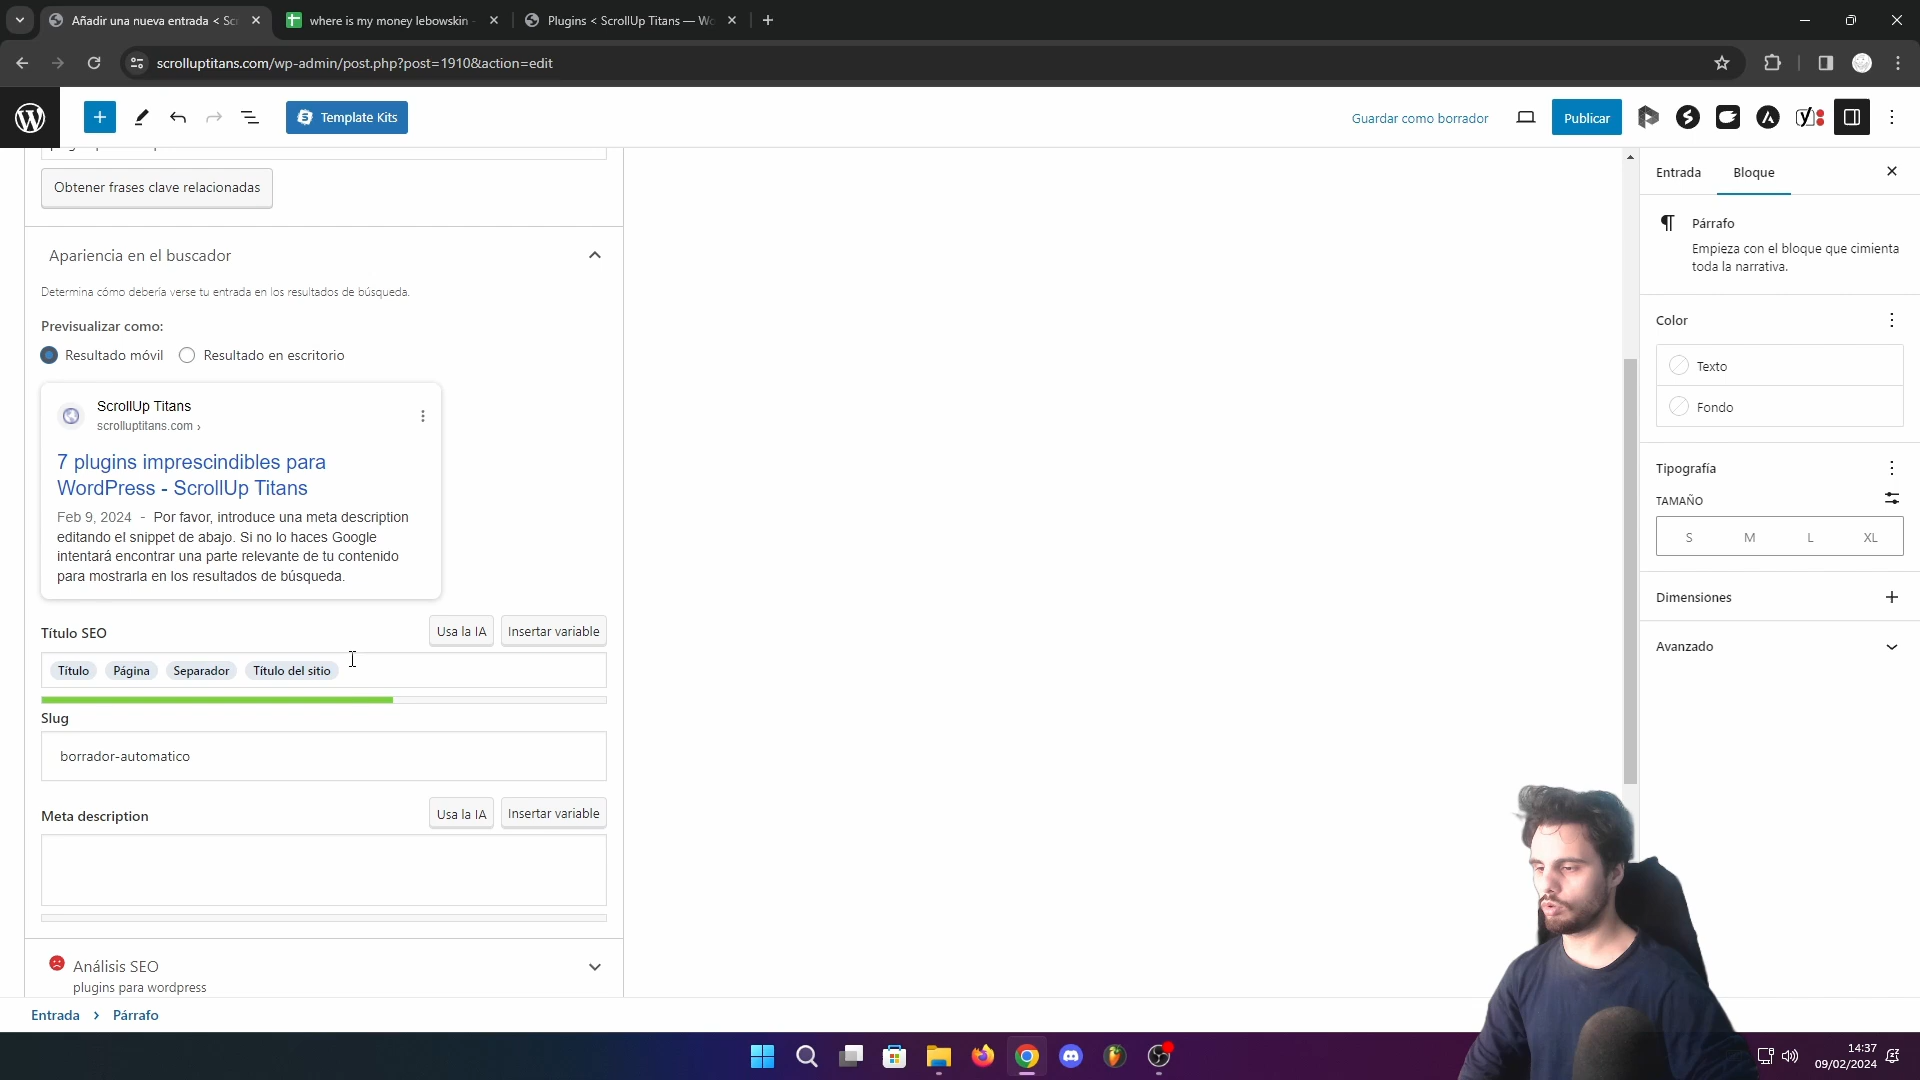 Añadir una nueva entrada < Sc
where is my money lebowskin -
Plugins < ScrollUp Titans — Wo
scrolluptitans.com/wp-admin/post.php?post=1910&action=edit
Template Kits
Guardar como borrador
Publicar
Obtener frases clave relacionadas
Apariencia en el buscador
Determina cómo debería verse tu entrada en los resultados de búsqueda.
Previsualizar como:
Resultado móvil
Resultado en escritorio
ScrollUp Titans
scrolluptitans.com ›
7 plugins imprescindibles para
WordPress - ScrollUp Titans
Feb 9, 2024 - Por favor, introduce una meta description
editando el snippet de abajo. Si no lo haces Google
intentará encontrar una parte relevante de tu contenido
para mostrarla en los resultados de búsqueda.
Título SEO
Usa la IA
Insertar variable
Título
Página
Separador
Título del sitio
Slug
borrador-automatico
Meta description
Usa la IA
Insertar variable
Análisis SEO
plugins para wordpress
Entrada > Párrafo
Entrada
Bloque
Párrafo
Empieza con el bloque que cimienta
toda la narrativa.
Color
Texto
Fondo
Tipografía
TAMAÑO
S
M
L
XL
Dimensiones
Avanzado
14:37
09/02/2024